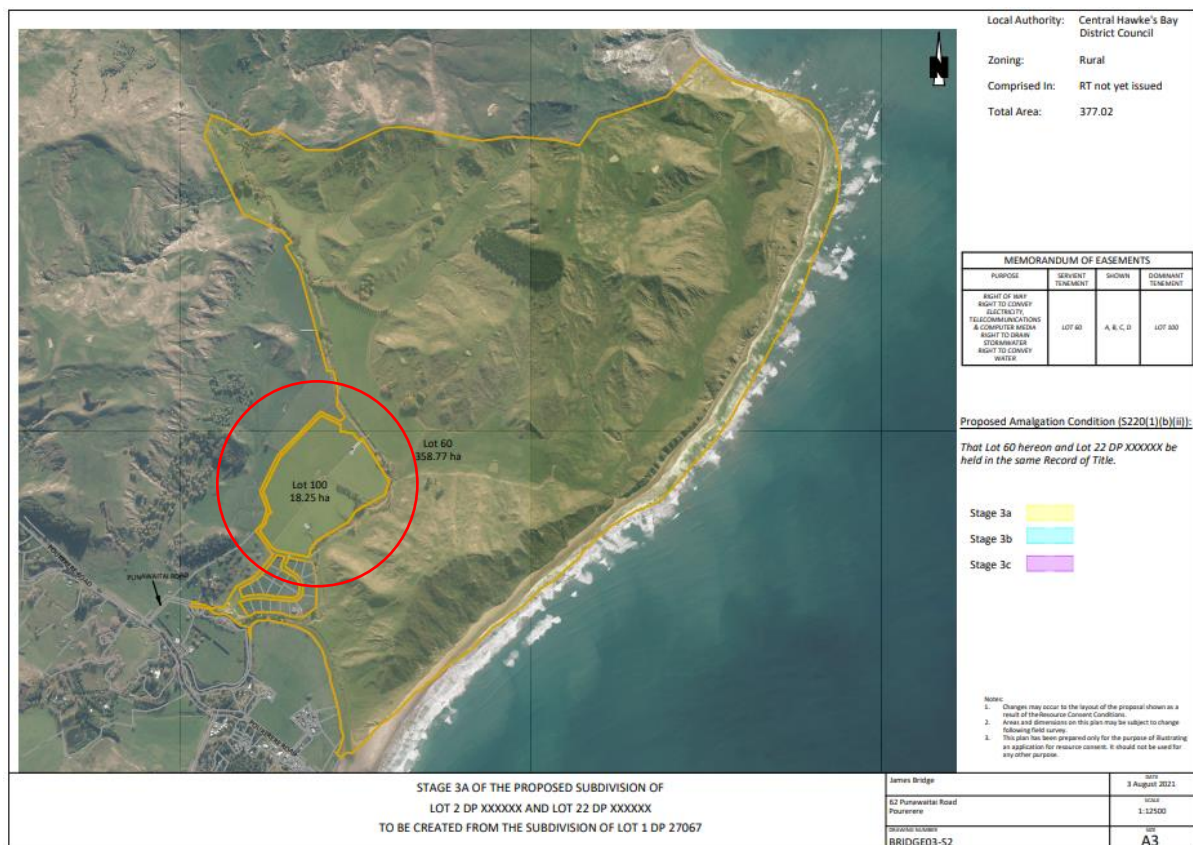 Local Authority: Central Hawke's Bay
District Council
Zoning: Rural
Comprised In: RT not yet issued
Total Area: 377.02
N
MEMORANDUM OF EASEMENTS
PURPOSE SERVIENT TENEMENT SHOWN DOMINANT TENEMENT
RIGHT OF WAY
RIGHT TO CONVEY
ELECTRICITY,
TELECOMMUNICATIONS
& COMPUTER MEDIA
RIGHT TO DRAIN
STORMWATER
RIGHT TO CONVEY
WATER
LOT 60 A, B, C, D LOT 100
Lot 60
358.77 ha
Lot 100
18.25 ha
PUNAWAITAI ROAD
Proposed Amalgation Condition (S220(1)(b)(ii)):
That Lot 60 hereon and Lot 22 DP XXXXXX be
held in the same Record of Title.
Stage 3a
Stage 3b
Stage 3c
Notes:
1. Changes may occur to the layout of the proposal shown as a
result of the Resource Consent Conditions.
2. Areas and dimensions on this plan may be subject to change
following field survey.
3. This plan has been prepared only for the purpose of illustrating
an application for resource consent. It should not be used for
any other purpose.
STAGE 3A OF THE PROPOSED SUBDIVISION OF
LOT 2 DP XXXXXX AND LOT 22 DP XXXXXX
TO BE CREATED FROM THE SUBDIVISION OF LOT 1 DP 27067
James Bridge
DATE
3 August 2021
62 Punawaitai Road
Pourerere
SCALE
1:12500
DRAWING NUMBER
BRIDGE03-S2
SIZE
A3